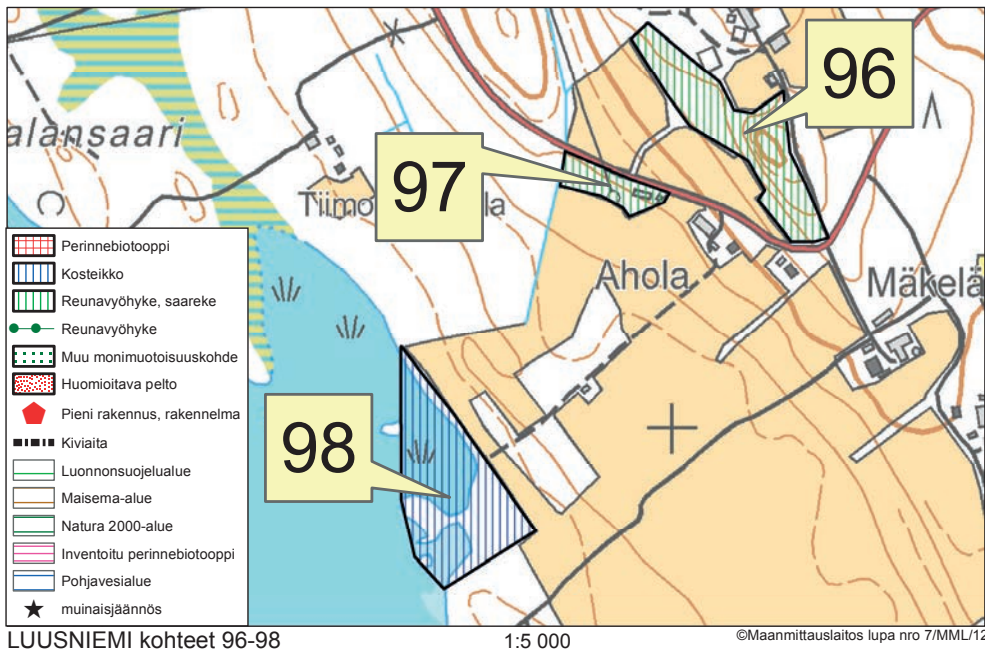 96
alansaari
97
Tiimo
la
Ahola
Mäkelä
98
Perinnebiotooppi
Kosteikko
Reunavyöhyke, saareke
Reunavyöhyke
Muu monimuotoisuuskohde
Huomioitava pelto
Pieni rakennus, rakennelma
Kiviaita
Luonnonsuojelualue
Maisema-alue
Natura 2000-alue
Inventoitu perinnebiotooppi
Pohjavesialue
muinaisjäännös
LUUSNIEMI kohteet 96-98
1:5 000
©Maanmittauslaitos lupa nro 7/MML/12